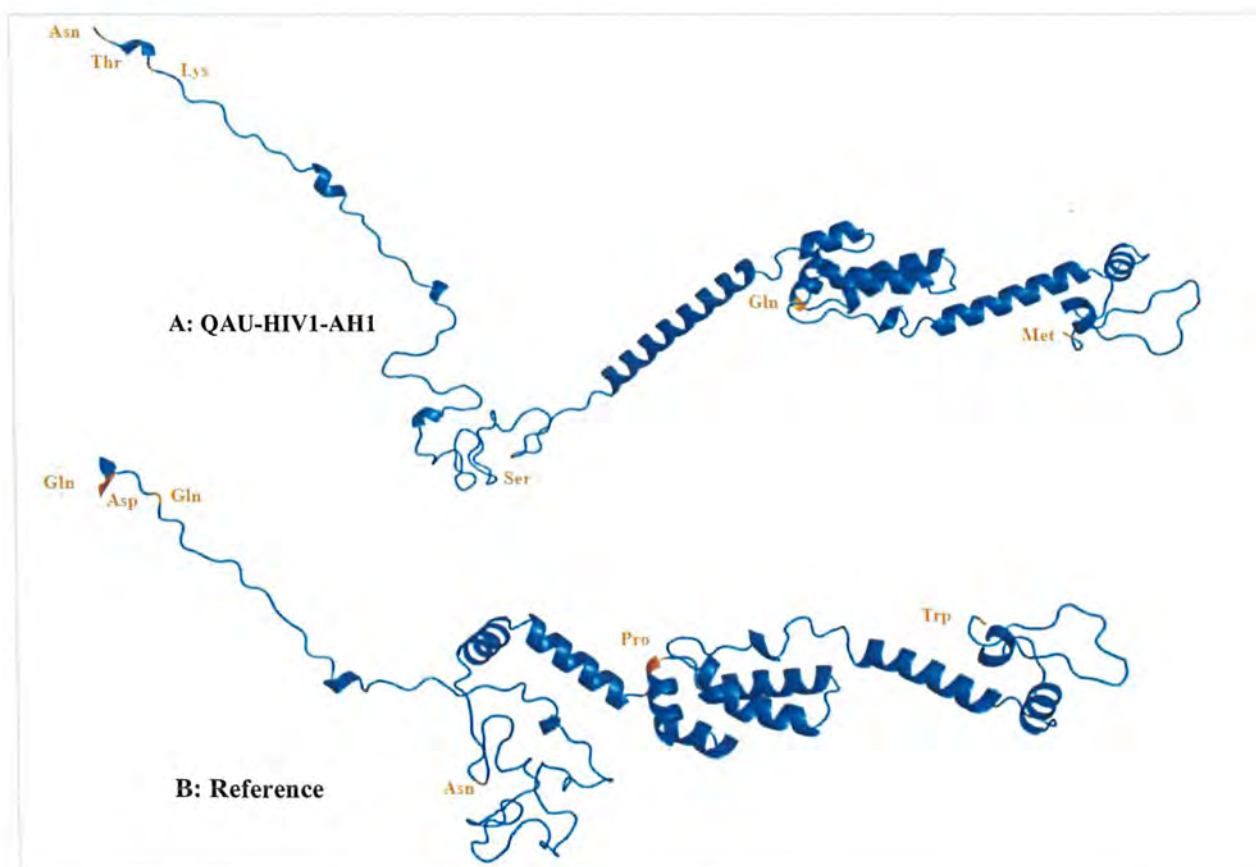 Asn
Thr
Lys
A: QAU-HIV1-AH1
Gln
Met
Ser
Gln
Asp
Gln
Pro
Trp
Asn
B: Reference